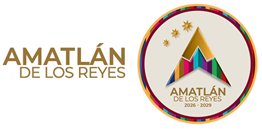 AMATLÁN
DE LOS REYES
AMATLÁN
DE LOS REYES
2026 - 2029